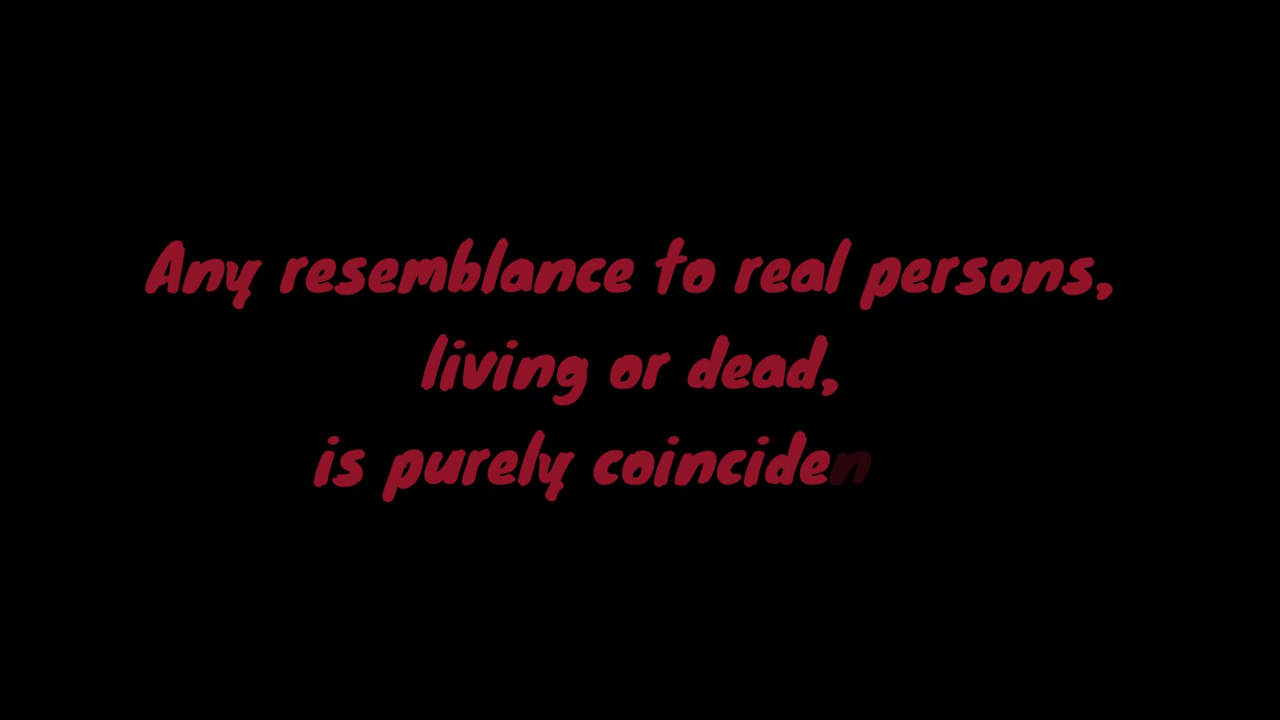 Any resemblance to real persons,
living or dead,
is purely coinciden